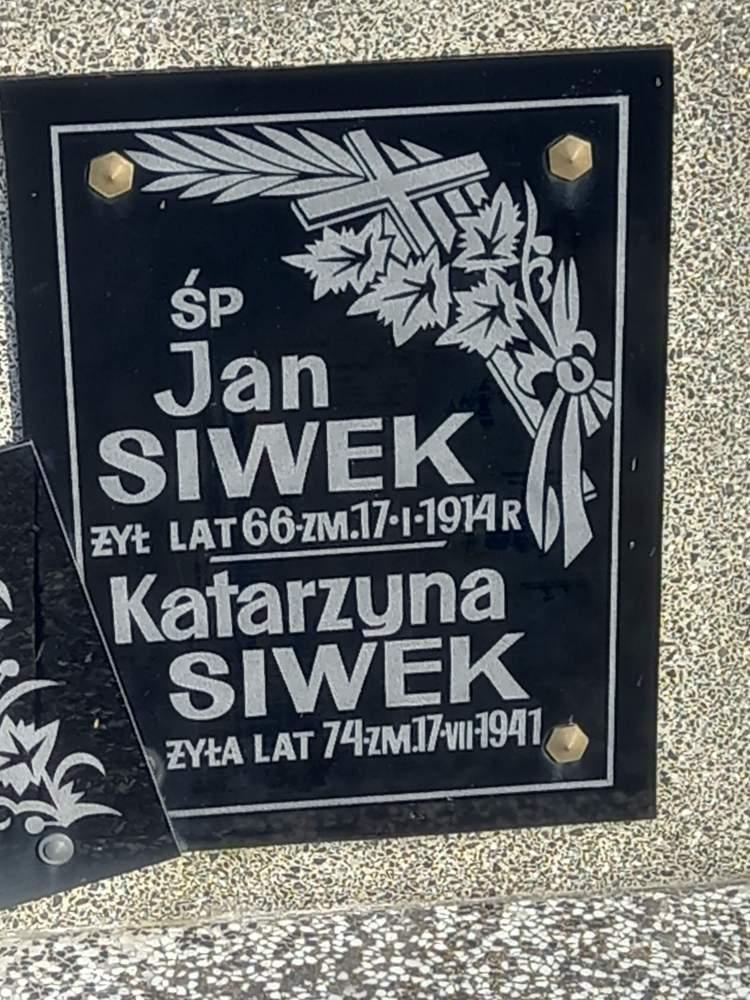 ŚP
Jan
SIWEK
ŻYŁ LAT 66·ZM.17·I·1914 R
Katarzyna
SIWEK
ŻYŁA LAT 74·ZM.17·VII·1941